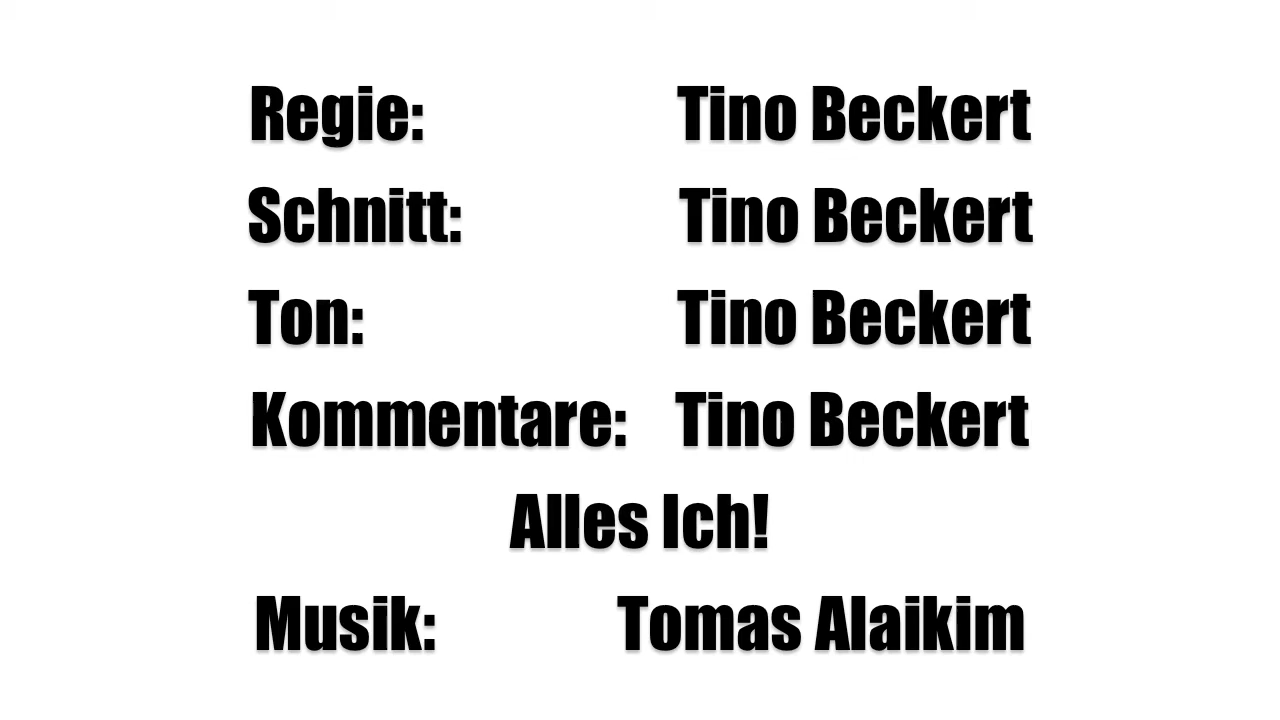 Regie: Tino Beckert
Schnitt: Tino Beckert
Ton: Tino Beckert
Kommentare: Tino Beckert
Alles Ich!
Musik: Tomas Alaikim